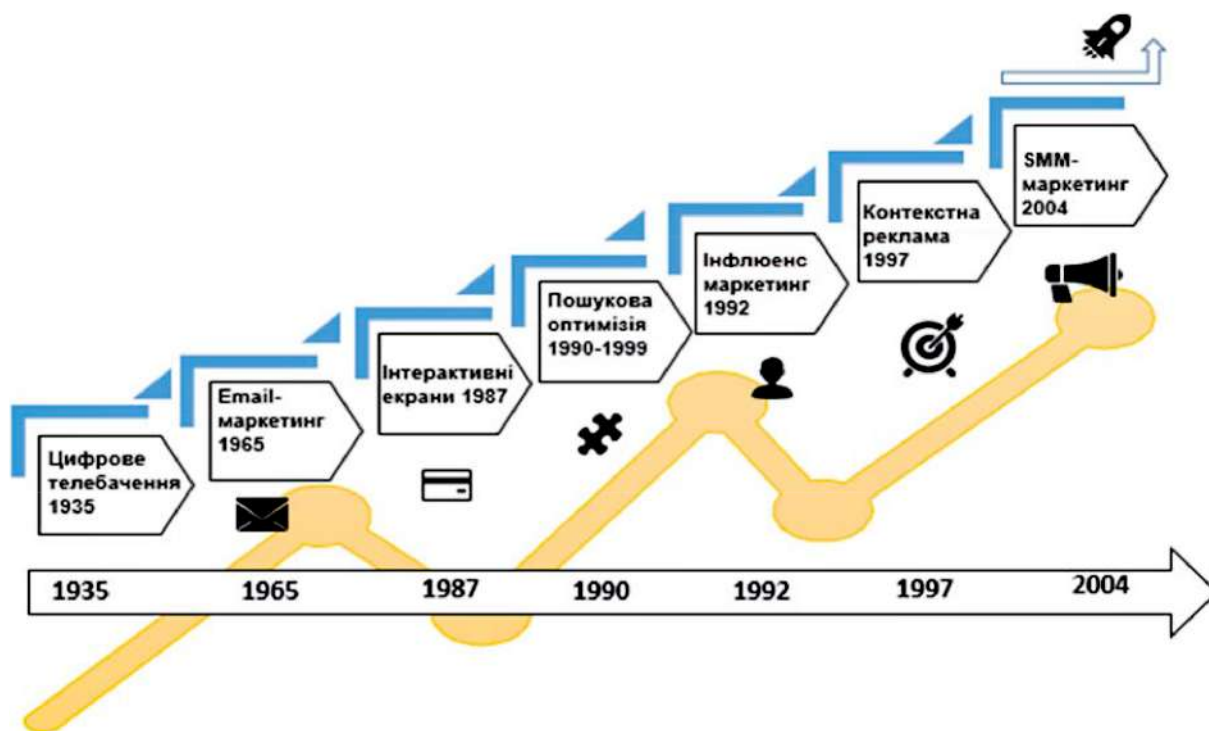 Цифрове
телебачення
1935
Email-
маркетинг
1965
Інтерактивні
екрани 1987
Пошукова
оптимізія
1990-1999
Інфлюенс
маркетинг
1992
Контекстна
реклама
1997
SMM-
маркетинг
2004
1935 1965 1987 1990 1992 1997 2004